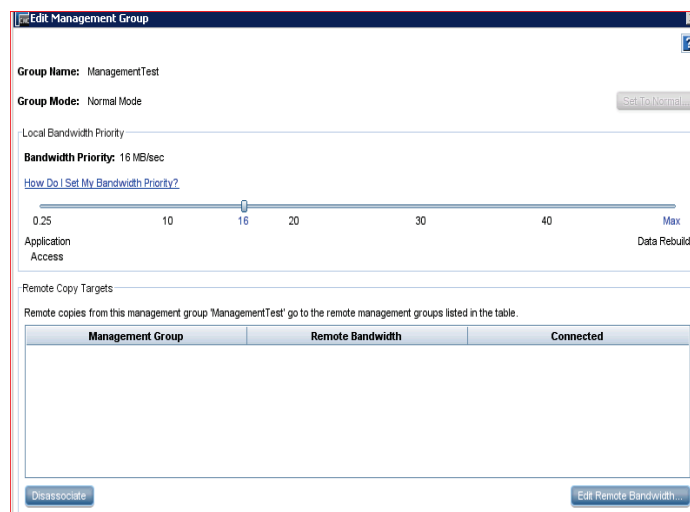 Edit Management Group
Group Name: ManagementTest
Group Mode: Normal Mode
Set To Normal...
Local Bandwidth Priority
Bandwidth Priority: 16 MB/sec
How Do I Set My Bandwidth Priority?
0.25 10 16 20 30 40 Max
Application Access
Data Rebuild
Remote Copy Targets
Remote copies from this management group 'ManagementTest' go to the remote management groups listed in the table.
Management Group Remote Bandwidth Connected
Disassociate Edit Remote Bandwidth...